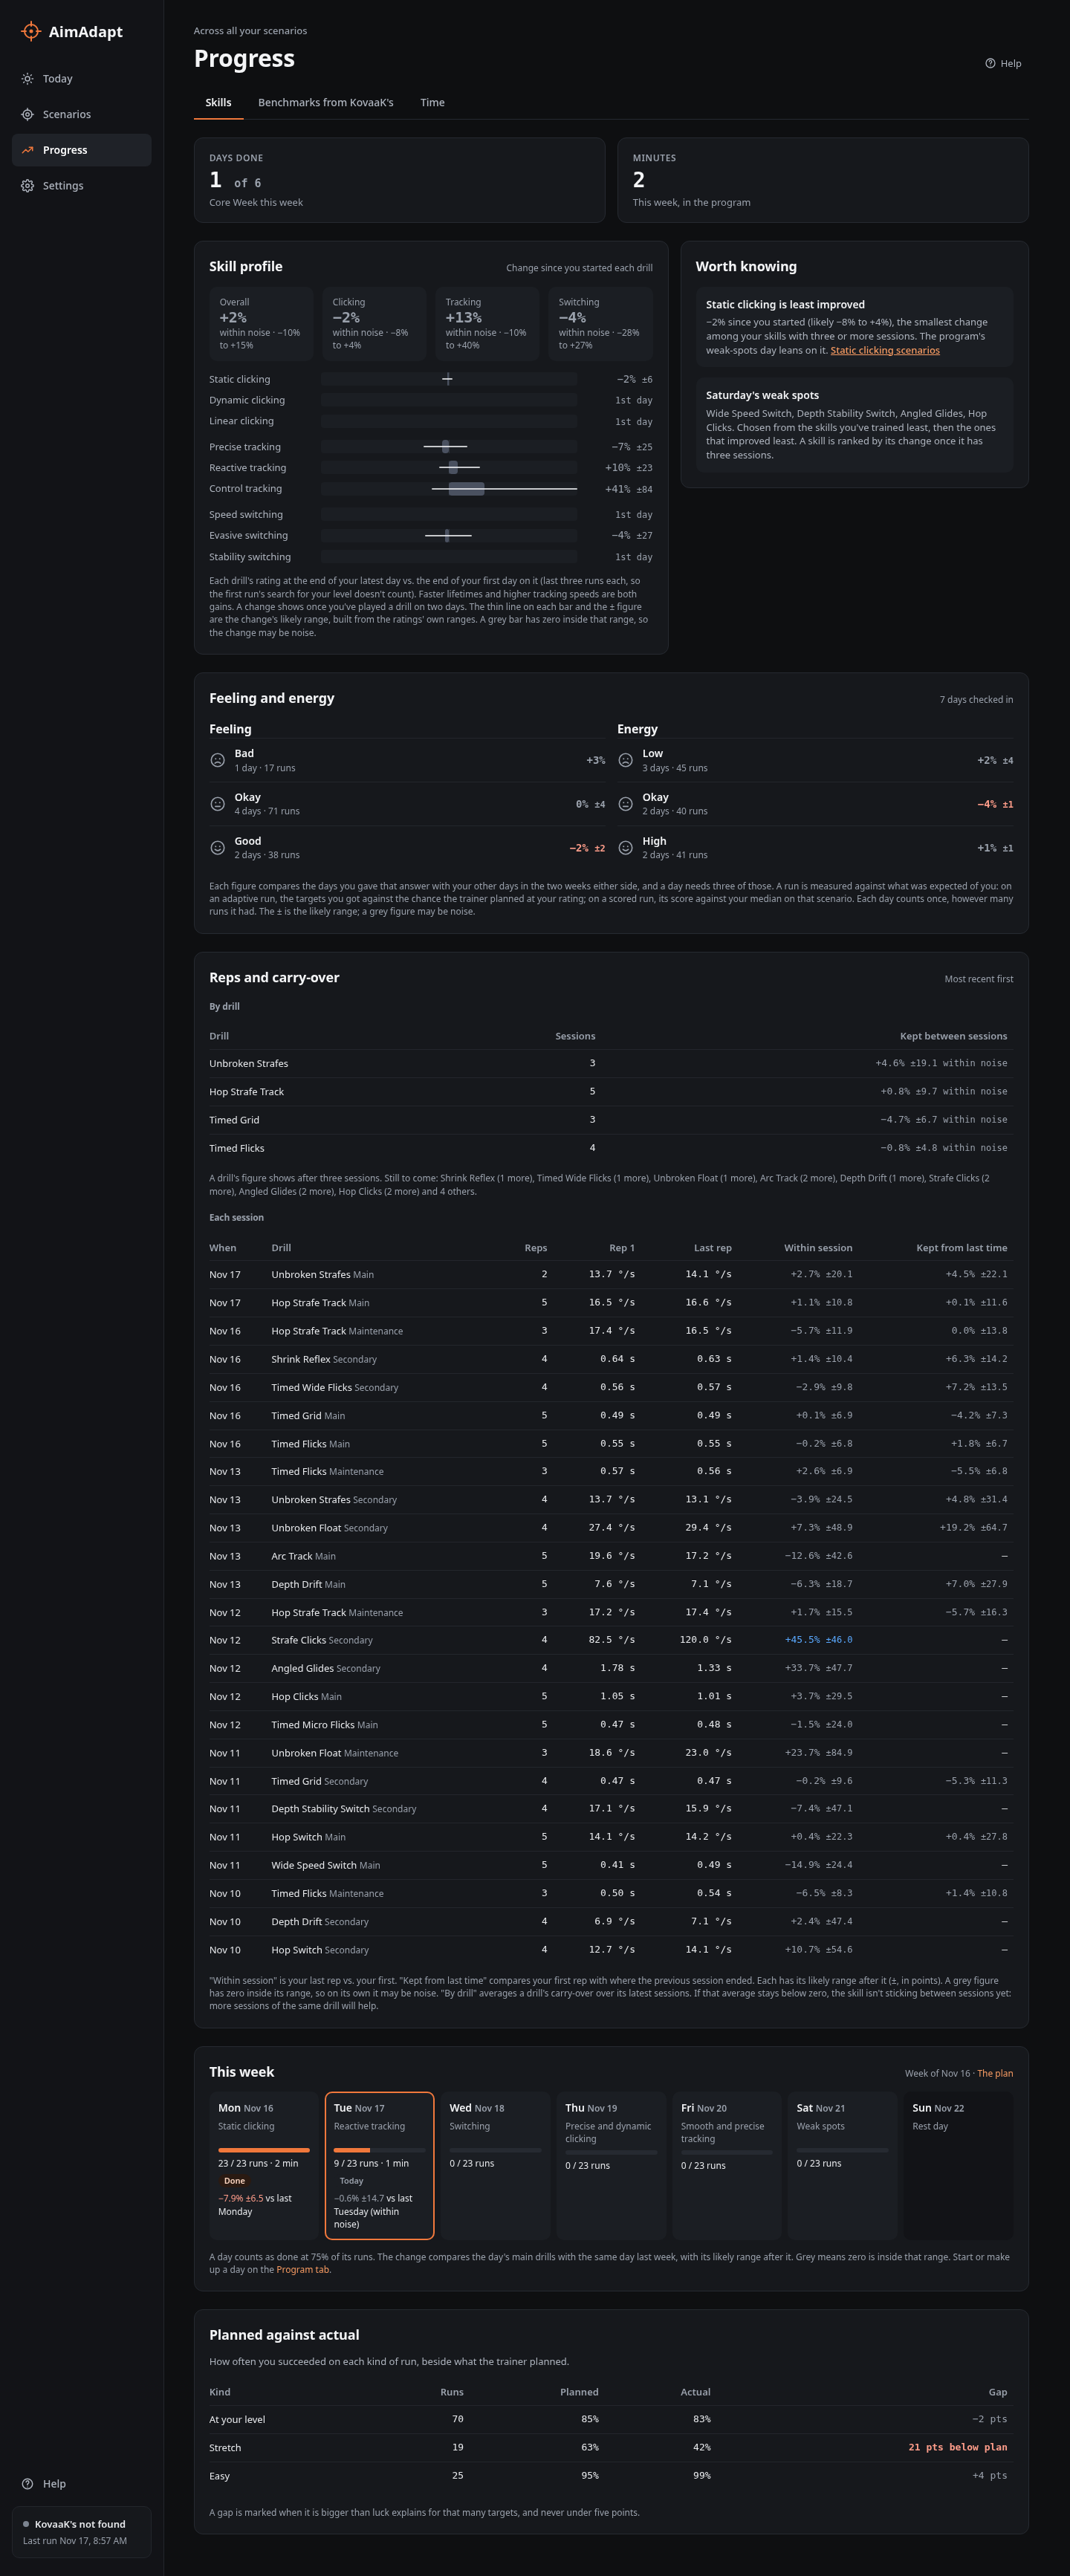 AimAdapt
Today
Scenarios
Progress
Settings
Across all your scenarios
Progress
Help
Skills Benchmarks from KovaaK's Time
DAYS DONE
1 of 6
Core Week this week
MINUTES
2
This week, in the program
Skill profile Change since you started each drill
Overall
+2%
within noise · −10%
to +15%
Clicking
−2%
within noise · −8%
to +4%
Tracking
+13%
within noise · −10%
to +40%
Switching
−4%
within noise · −28%
to +27%
Static clicking −2% ±6
Dynamic clicking 1st day
Linear clicking 1st day
Precise tracking −7% ±25
Reactive tracking +10% ±23
Control tracking +41% ±84
Speed switching 1st day
Evasive switching −4% ±27
Stability switching 1st day
Each drill's rating at the end of your latest day vs. the end of your first day on it (last three runs each, so
the first run's search for your level doesn't count). Faster lifetimes and higher tracking speeds are both
gains. A change shows once you've played a drill on two days. The thin line on each bar and the ± figure
are the change's likely range, built from the ratings' own ranges. A grey bar has zero inside that range, so
the change may be noise.
Worth knowing
Static clicking is least improved
−2% since you started (likely −8% to +4%), the smallest change
among your skills with three or more sessions. The program's
weak-spots day leans on it. Static clicking scenarios
Saturday's weak spots
Wide Speed Switch, Depth Stability Switch, Angled Glides, Hop
Clicks. Chosen from the skills you've trained least, then the ones
that improved least. A skill is ranked by its change once it has
three sessions.
Feeling and energy 7 days checked in
Feeling
Bad
1 day · 17 runs
+3%
Okay
4 days · 71 runs
0% ±4
Good
2 days · 38 runs
−2% ±2
Energy
Low
3 days · 45 runs
+2% ±4
Okay
2 days · 40 runs
−4% ±1
High
2 days · 41 runs
+1% ±1
Each figure compares the days you gave that answer with your other days in the two weeks either side, and a day needs three of those. A run is measured against what was expected of you: on
an adaptive run, the targets you got against the chance the trainer planned at your rating; on a scored run, its score against your median on that scenario. Each day counts once, however many
runs it had. The ± is the likely range; a grey figure may be noise.
Reps and carry-over Most recent first
By drill
Drill Sessions Kept between sessions
Unbroken Strafes 3 +4.6% ±19.1 within noise
Hop Strafe Track 5 +0.8% ±9.7 within noise
Timed Grid 3 −4.7% ±6.7 within noise
Timed Flicks 4 −0.8% ±4.8 within noise
A drill's figure shows after three sessions. Still to come: Shrink Reflex (1 more), Timed Wide Flicks (1 more), Unbroken Float (1 more), Arc Track (2 more), Depth Drift (1 more), Strafe Clicks (2
more), Angled Glides (2 more), Hop Clicks (2 more) and 4 others.
Each session
When Drill Reps Rep 1 Last rep Within session Kept from last time
Nov 17 Unbroken Strafes Main 2 13.7 °/s 14.1 °/s +2.7% ±20.1 +4.5% ±22.1
Nov 17 Hop Strafe Track Main 5 16.5 °/s 16.6 °/s +1.1% ±10.8 +0.1% ±11.6
Nov 16 Hop Strafe Track Maintenance 3 17.4 °/s 16.5 °/s −5.7% ±11.9 0.0% ±13.8
Nov 16 Shrink Reflex Secondary 4 0.64 s 0.63 s +1.4% ±10.4 +6.3% ±14.2
Nov 16 Timed Wide Flicks Secondary 4 0.56 s 0.57 s −2.9% ±9.8 +7.2% ±13.5
Nov 16 Timed Grid Main 5 0.49 s 0.49 s +0.1% ±6.9 −4.2% ±7.3
Nov 16 Timed Flicks Main 5 0.55 s 0.55 s −0.2% ±6.8 +1.8% ±6.7
Nov 13 Timed Flicks Maintenance 3 0.57 s 0.56 s +2.6% ±6.9 −5.5% ±6.8
Nov 13 Unbroken Strafes Secondary 4 13.7 °/s 13.1 °/s −3.9% ±24.5 +4.8% ±31.4
Nov 13 Unbroken Float Secondary 4 27.4 °/s 29.4 °/s +7.3% ±48.9 +19.2% ±64.7
Nov 13 Arc Track Main 5 19.6 °/s 17.2 °/s −12.6% ±42.6 –
Nov 13 Depth Drift Main 5 7.6 °/s 7.1 °/s −6.3% ±18.7 +7.0% ±27.9
Nov 12 Hop Strafe Track Maintenance 3 17.2 °/s 17.4 °/s +1.7% ±15.5 −5.7% ±16.3
Nov 12 Strafe Clicks Secondary 4 82.5 °/s 120.0 °/s +45.5% ±46.0 –
Nov 12 Angled Glides Secondary 4 1.78 s 1.33 s +33.7% ±47.7 –
Nov 12 Hop Clicks Main 5 1.05 s 1.01 s +3.7% ±29.5 –
Nov 12 Timed Micro Flicks Main 5 0.47 s 0.48 s −1.5% ±24.0 –
Nov 11 Unbroken Float Maintenance 3 18.6 °/s 23.0 °/s +23.7% ±84.9 –
Nov 11 Timed Grid Secondary 4 0.47 s 0.47 s −0.2% ±9.6 −5.3% ±11.3
Nov 11 Depth Stability Switch Secondary 4 17.1 °/s 15.9 °/s −7.4% ±47.1 –
Nov 11 Hop Switch Main 5 14.1 °/s 14.2 °/s +0.4% ±22.3 +0.4% ±27.8
Nov 11 Wide Speed Switch Main 5 0.41 s 0.49 s −14.9% ±24.4 –
Nov 10 Timed Flicks Maintenance 3 0.50 s 0.54 s −6.5% ±8.3 +1.4% ±10.8
Nov 10 Depth Drift Secondary 4 6.9 °/s 7.1 °/s +2.4% ±47.4 –
Nov 10 Hop Switch Secondary 4 12.7 °/s 14.1 °/s +10.7% ±54.6 –
"Within session" is your last rep vs. your first. "Kept from last time" compares your first rep with where the previous session ended. Each has its likely range after it (±, in points). A grey figure
has zero inside its range, so on its own it may be noise. "By drill" averages a drill's carry-over over its latest sessions. If that average stays below zero, the skill isn't sticking between sessions yet:
more sessions of the same drill will help.
This week Week of Nov 16 · The plan
Mon Nov 16
Static clicking
23 / 23 runs · 2 min
Done
−7.9% ±6.5 vs last
Monday
Tue Nov 17
Reactive tracking
9 / 23 runs · 1 min
Today
−0.6% ±14.7 vs last
Tuesday (within
noise)
Wed Nov 18
Switching
0 / 23 runs
Thu Nov 19
Precise and dynamic
clicking
0 / 23 runs
Fri Nov 20
Smooth and precise
tracking
0 / 23 runs
Sat Nov 21
Weak spots
0 / 23 runs
Sun Nov 22
Rest day
A day counts as done at 75% of its runs. The change compares the day's main drills with the same day last week, with its likely range after it. Grey means zero is inside that range. Start or make
up a day on the Program tab.
Planned against actual
How often you succeeded on each kind of run, beside what the trainer planned.
Kind Runs Planned Actual Gap
At your level 70 85% 83% −2 pts
Stretch 19 63% 42% 21 pts below plan
Easy 25 95% 99% +4 pts
A gap is marked when it is bigger than luck explains for that many targets, and never under five points.
Help
KovaaK's not found
Last run Nov 17, 8:57 AM